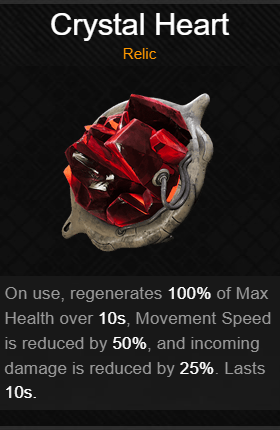 Crystal Heart
Relic
On use, regenerates 100% of Max
Health over 10s, Movement Speed
is reduced by 50%, and incoming
damage is reduced by 25%. Lasts
10s.